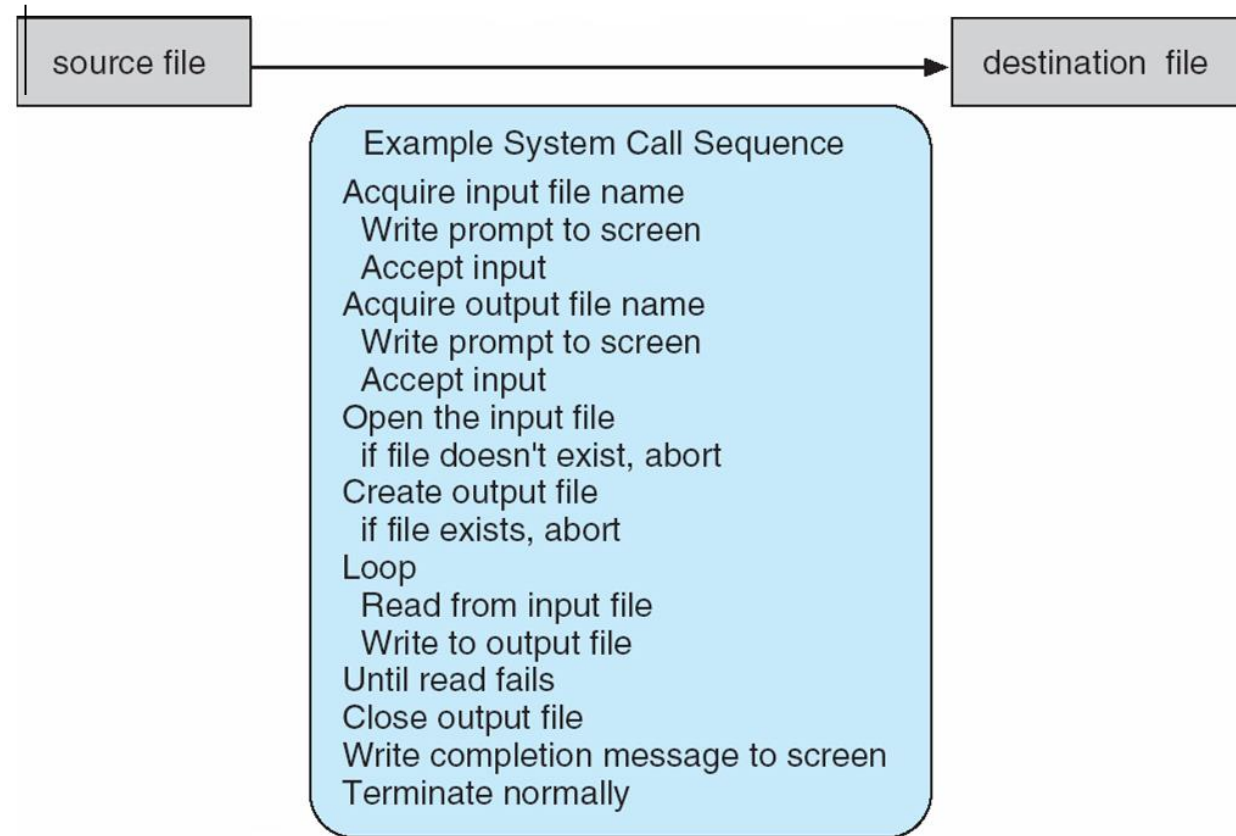 source file
destination file
Example System Call Sequence
Acquire input file name
Write prompt to screen
Accept input
Acquire output file name
Write prompt to screen
Accept input
Open the input file
if file doesn't exist, abort
Create output file
if file exists, abort
Loop
Read from input file
Write to output file
Until read fails
Close output file
Write completion message to screen
Terminate normally